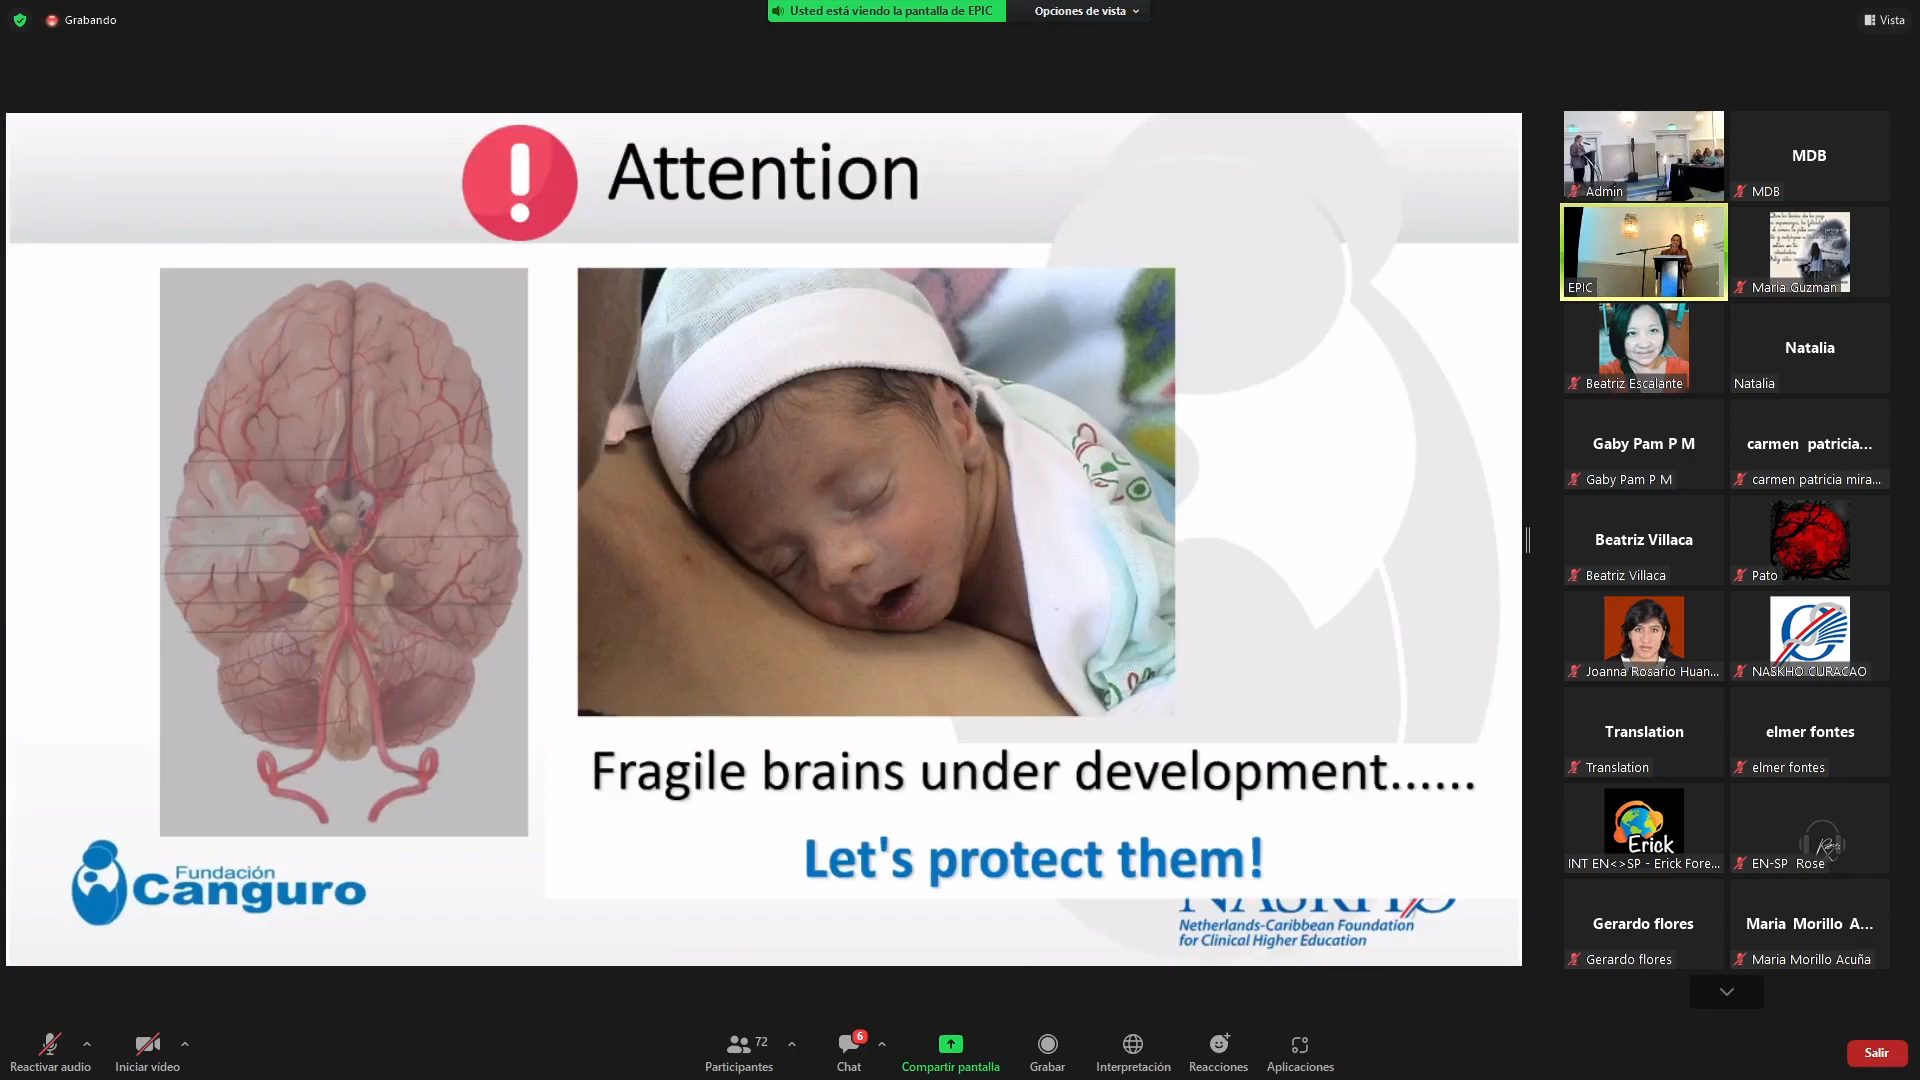 Grabando
Usted está viendo la pantalla de EPIC
Opciones de vista
Vista
Attention
Fragile brains under development......
Let's protect them!
Fundación
Canguro
NASKHO
Netherlands-Caribbean Foundation
for Clinical Higher Education
Admin
MDB
MDB
EPIC
Maria Guzman
Beatriz Escalante
Natalia
Natalia
Gaby Pam P M
Gaby Pam P M
carmen patricia...
carmen patricia mira...
Beatriz Villaca
Beatriz Villaca
Pato
Joanna Rosario Huan...
NASKHO CURACAO
Translation
Translation
elmer fontes
elmer fontes
Erick
INT EN<>SP - Erick Fore...
EN-SP Rose
Gerardo flores
Gerardo flores
Maria Morillo A...
Maria Morillo Acuña
Reactivar audio
Iniciar vídeo
72
Participantes
6
Chat
Compartir pantalla
Grabar
Interpretación
Reacciones
Aplicaciones
Salir